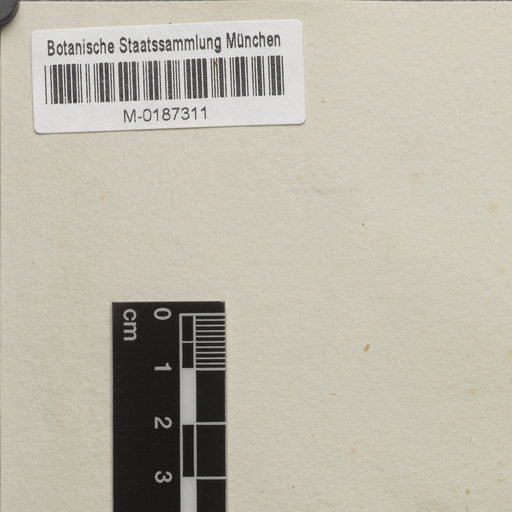 Botanische Staatssammlung München
M-0187311
cm
0
1
2
3